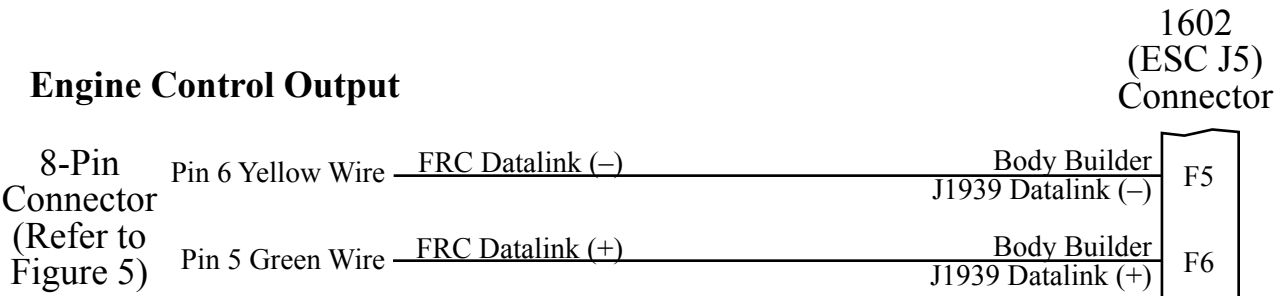 1602
(ESC J5)
Connector
Engine Control Output
8-Pin
Connector
(Refer to
Figure 5)
Pin 6 Yellow Wire
FRC Datalink (–)
Body Builder
J1939 Datalink (–)
F5
Pin 5 Green Wire
FRC Datalink (+)
Body Builder
J1939 Datalink (+)
F6